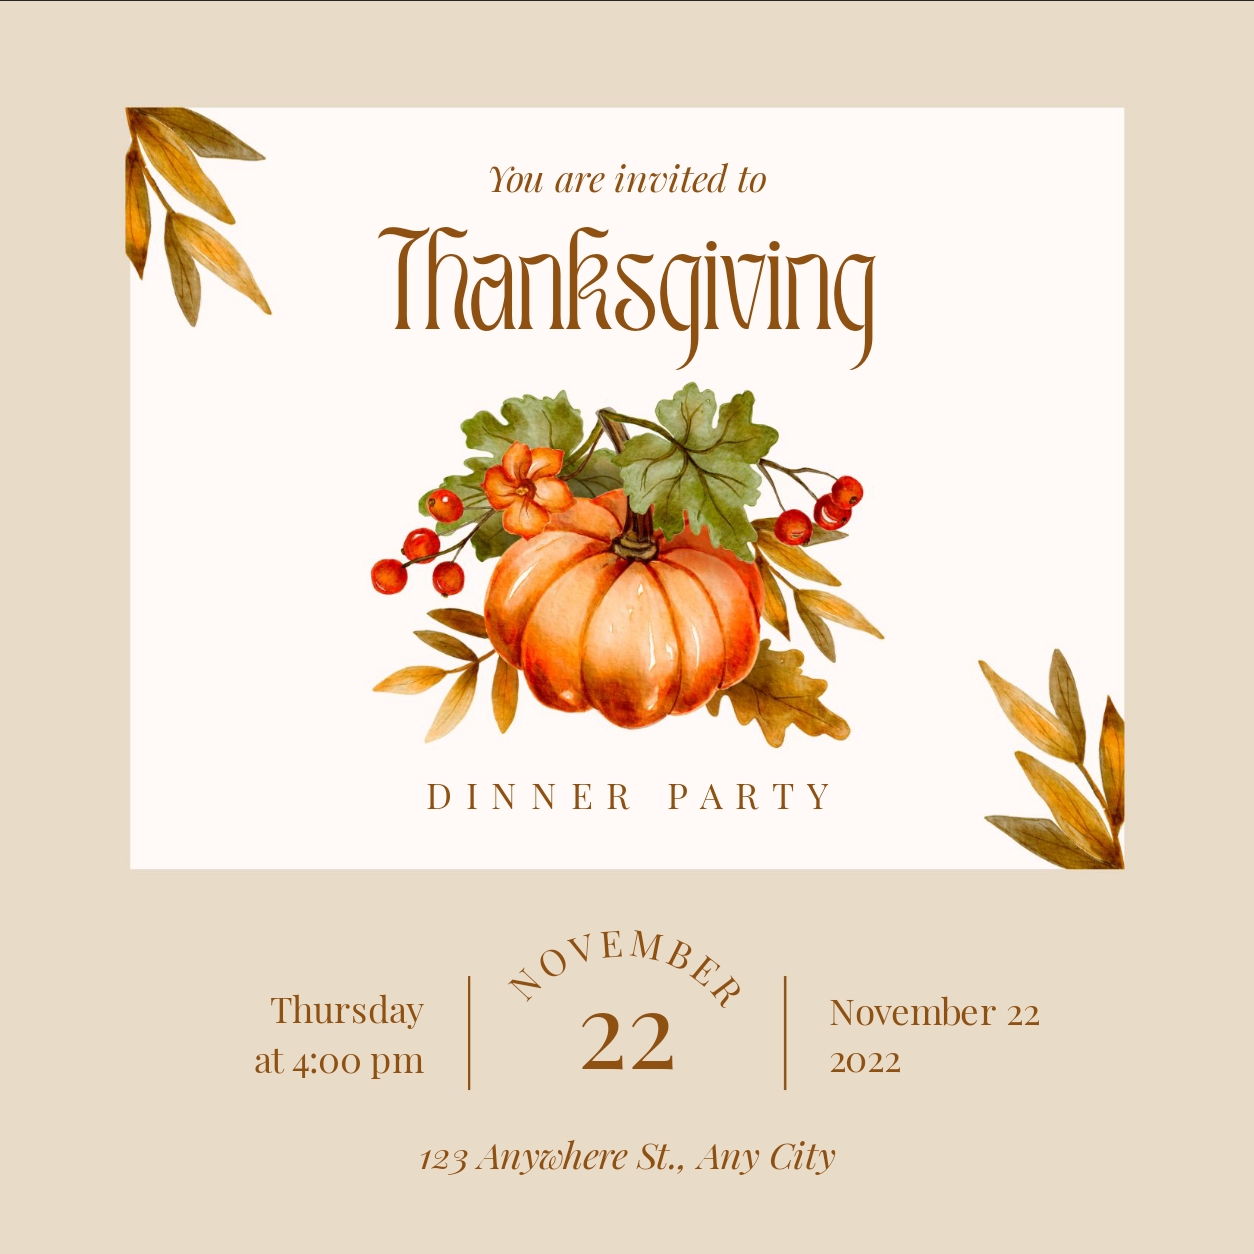 You are invited to
Thanksgiving
DINNER PARTY
Thursday
at 4:00 pm
NOVEMBER
22
November 22
2022
123 Anywhere St., Any City